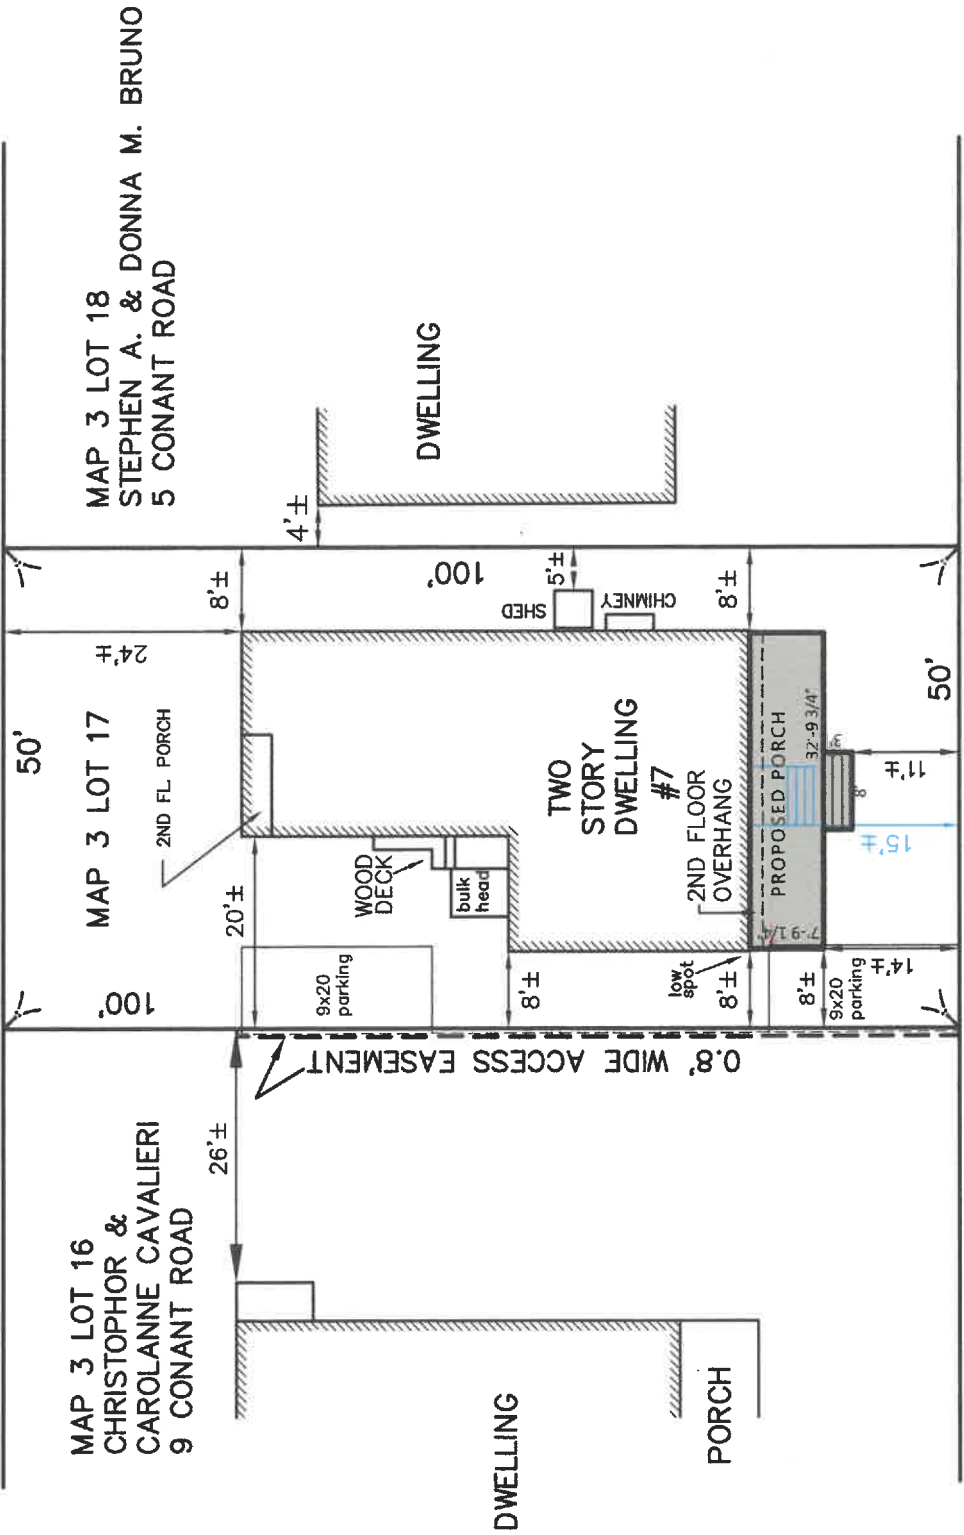 MAP 3 LOT 16
CHRISTOPHOR &
CAROLANNE CAVALIERI
9 CONANT ROAD
26'±
DWELLING
PORCH
0.8' WIDE ACCESS EASEMENT
50'
MAP 3 LOT 17
2ND FL. PORCH
24'±
100'
20'±
8'±
9x20
parking
WOOD
DECK
bulk
head
8'±
TWO
STORY
DWELLING
#7
SHED
CHIMNEY
5'±
100'
8'±
low
spot
8'±
2ND FLOOR
OVERHANG
PROPOSED PORCH
32'-9 3/4"
7'-9 1/4"
3'
8'
8'±
9x20
parking
14'±
15'±
11'±
50'
MAP 3 LOT 18
STEPHEN A. & DONNA M. BRUNO
5 CONANT ROAD
4'±
DWELLING